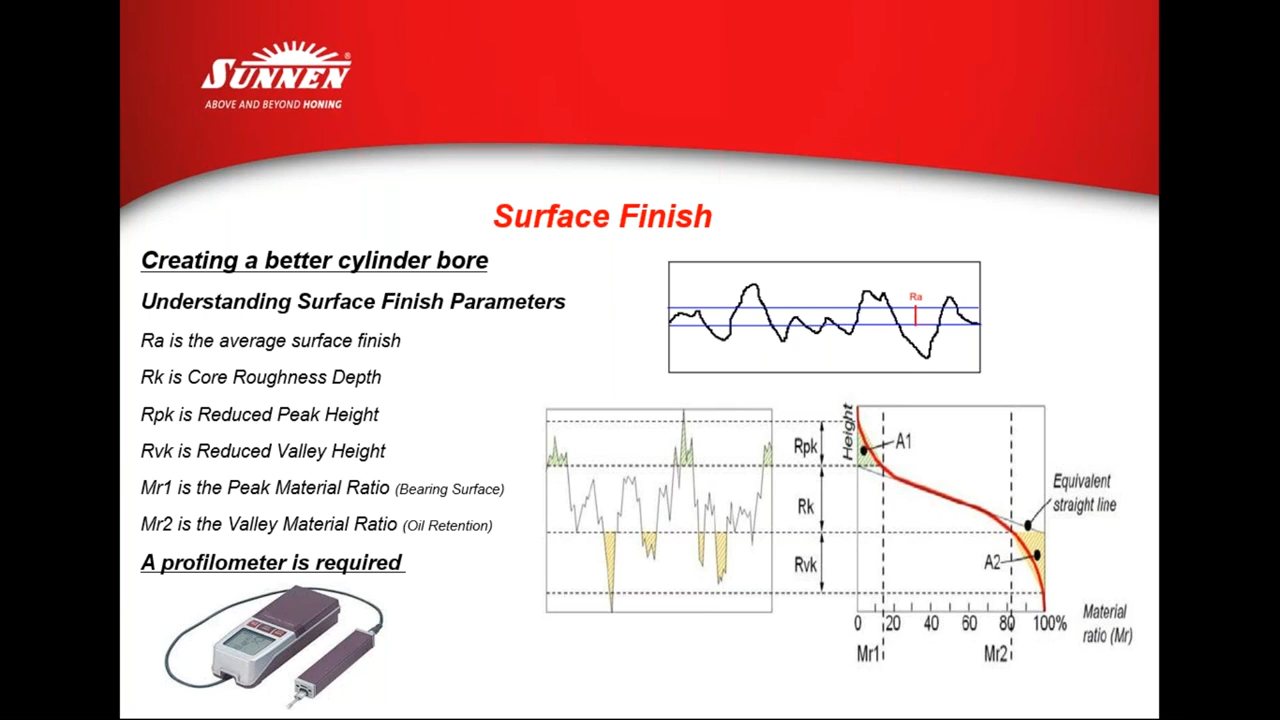 SUNNEN®
ABOVE AND BEYOND HONING
Surface Finish
Creating a better cylinder bore
Understanding Surface Finish Parameters
Ra is the average surface finish
Rk is Core Roughness Depth
Rpk is Reduced Peak Height
Rvk is Reduced Valley Height
Mr1 is the Peak Material Ratio (Bearing Surface)
Mr2 is the Valley Material Ratio (Oil Retention)
A profilometer is required
Ra
Rpk
Rk
Rvk
Height
A1
Equivalent
straight line
A2
0 20 40 60 80 100%
Mr1 Mr2
Material
ratio (Mr)